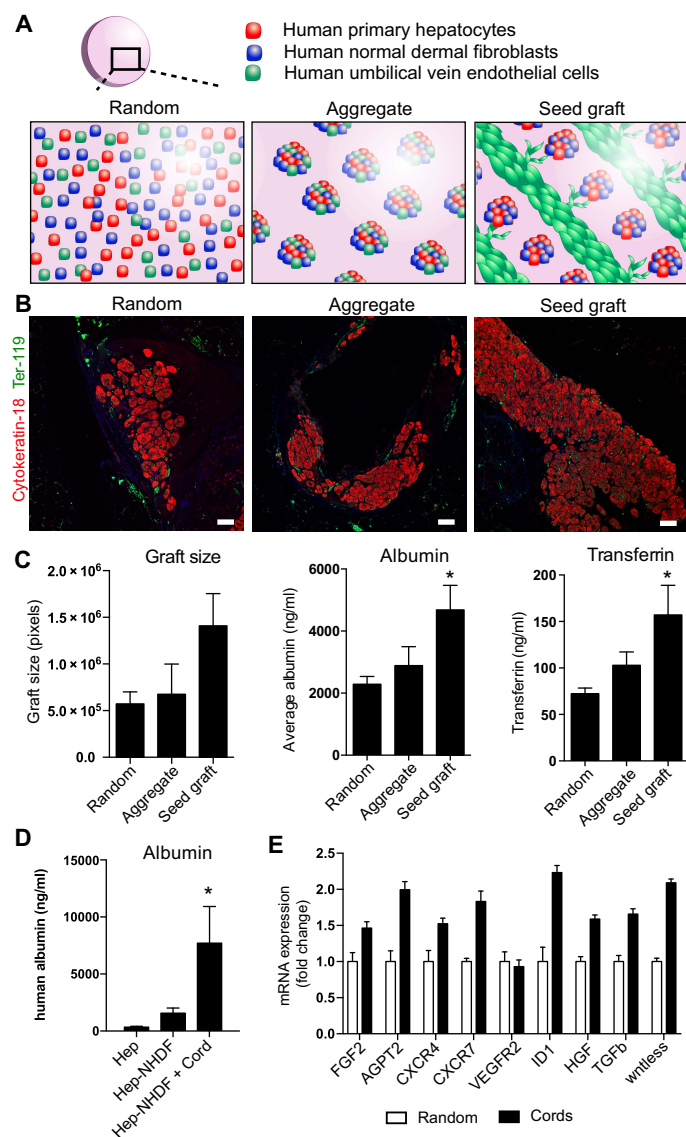 A
Human primary hepatocytes
Human normal dermal fibroblasts
Human umbilical vein endothelial cells
Random Aggregate Seed graft
B
Random Aggregate Seed graft
Cytokeratin-18 Ter-119
C
Graft size
Graft size (pixels)
2.0 × 10⁶
1.5 × 10⁶
1.0 × 10⁶
5.0 × 10⁵
0.0
Random
Aggregate
Seed graft
Albumin
Average albumin (ng/ml)
6000
4000
2000
0
*
Random
Aggregate
Seed graft
Transferrin
Transferrin (ng/ml)
200
150
100
50
0
*
Random
Aggregate
Seed graft
D
Albumin
human albumin (ng/ml)
15000
10000
5000
0
*
Hep
Hep-NHDF
Hep-NHDF + Cord
E
mRNA expression
(fold change)
2.5
2.0
1.5
1.0
0.5
0.0
FGF2
AGPT2
CXCR4
CXCR7
VEGFR2
ID1
HGF
TGFb
wntless
Random Cords